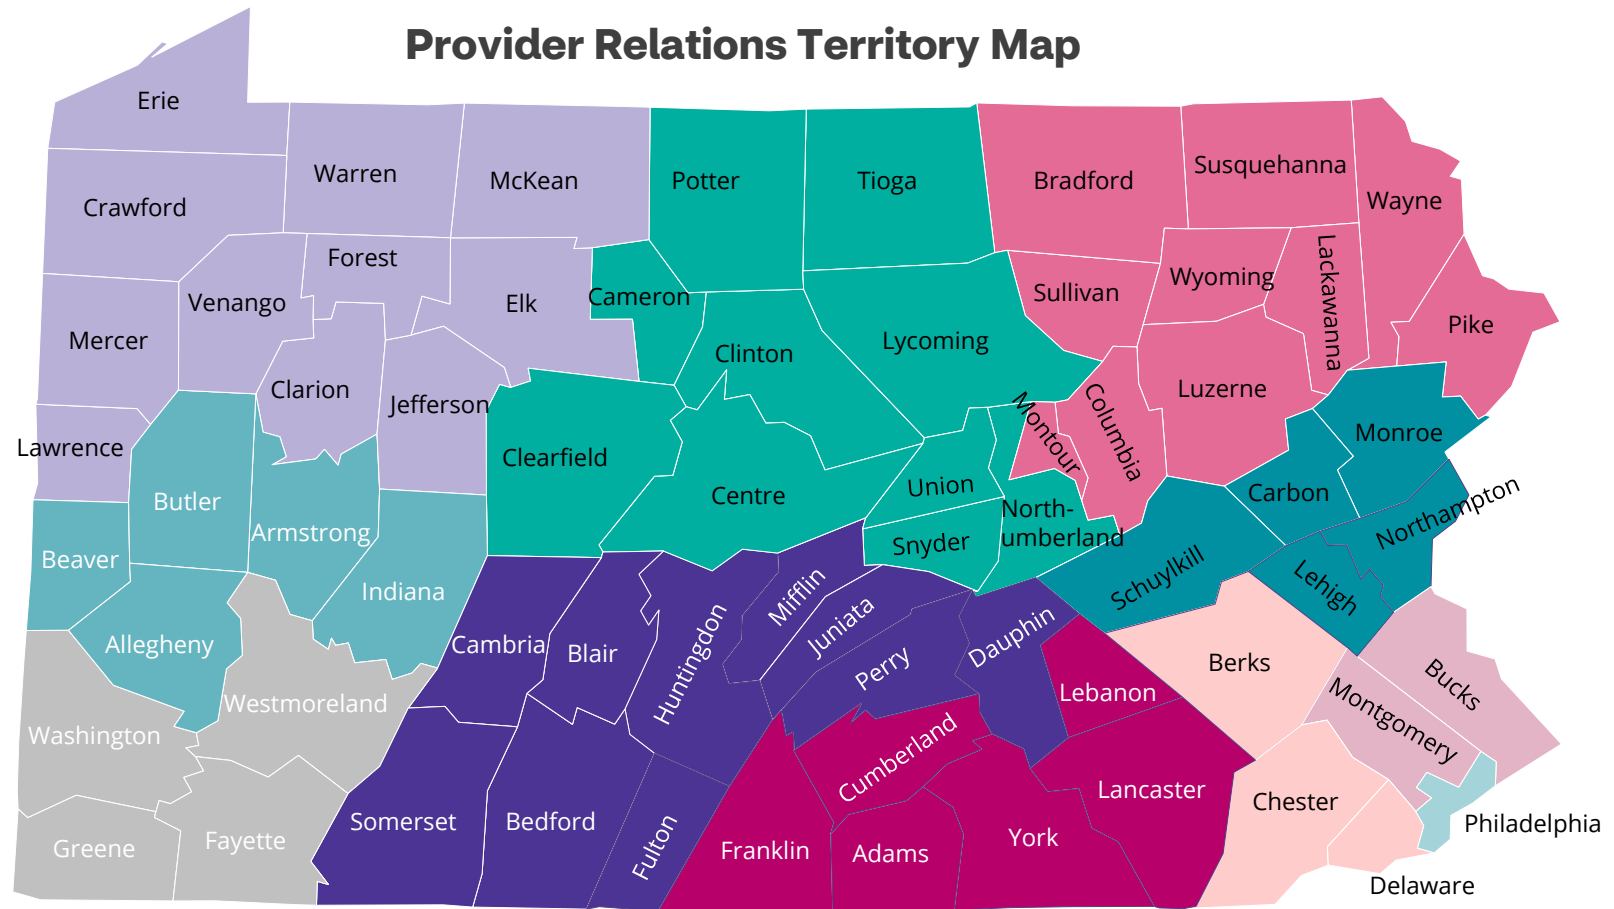 Provider Relations Territory Map
Erie
Warren
McKean
Potter
Tioga
Bradford
Susquehanna
Wayne
Crawford
Forest
Venango
Elk
Cameron
Sullivan
Wyoming
Lackawanna
Pike
Mercer
Clinton
Lycoming
Clarion
Jefferson
Luzerne
Lawrence
Clearfield
Centre
Union
Montour
Columbia
Monroe
Carbon
Butler
Armstrong
North-
umberland
Snyder
Northampton
Beaver
Indiana
Schuylkill
Lehigh
Allegheny
Cambria
Blair
Huntingdon
Mifflin
Juniata
Perry
Dauphin
Lebanon
Berks
Bucks
Montgomery
Westmoreland
Washington
Cumberland
Lancaster
Chester
Philadelphia
Greene
Fayette
Somerset
Bedford
Fulton
Franklin
Adams
York
Delaware